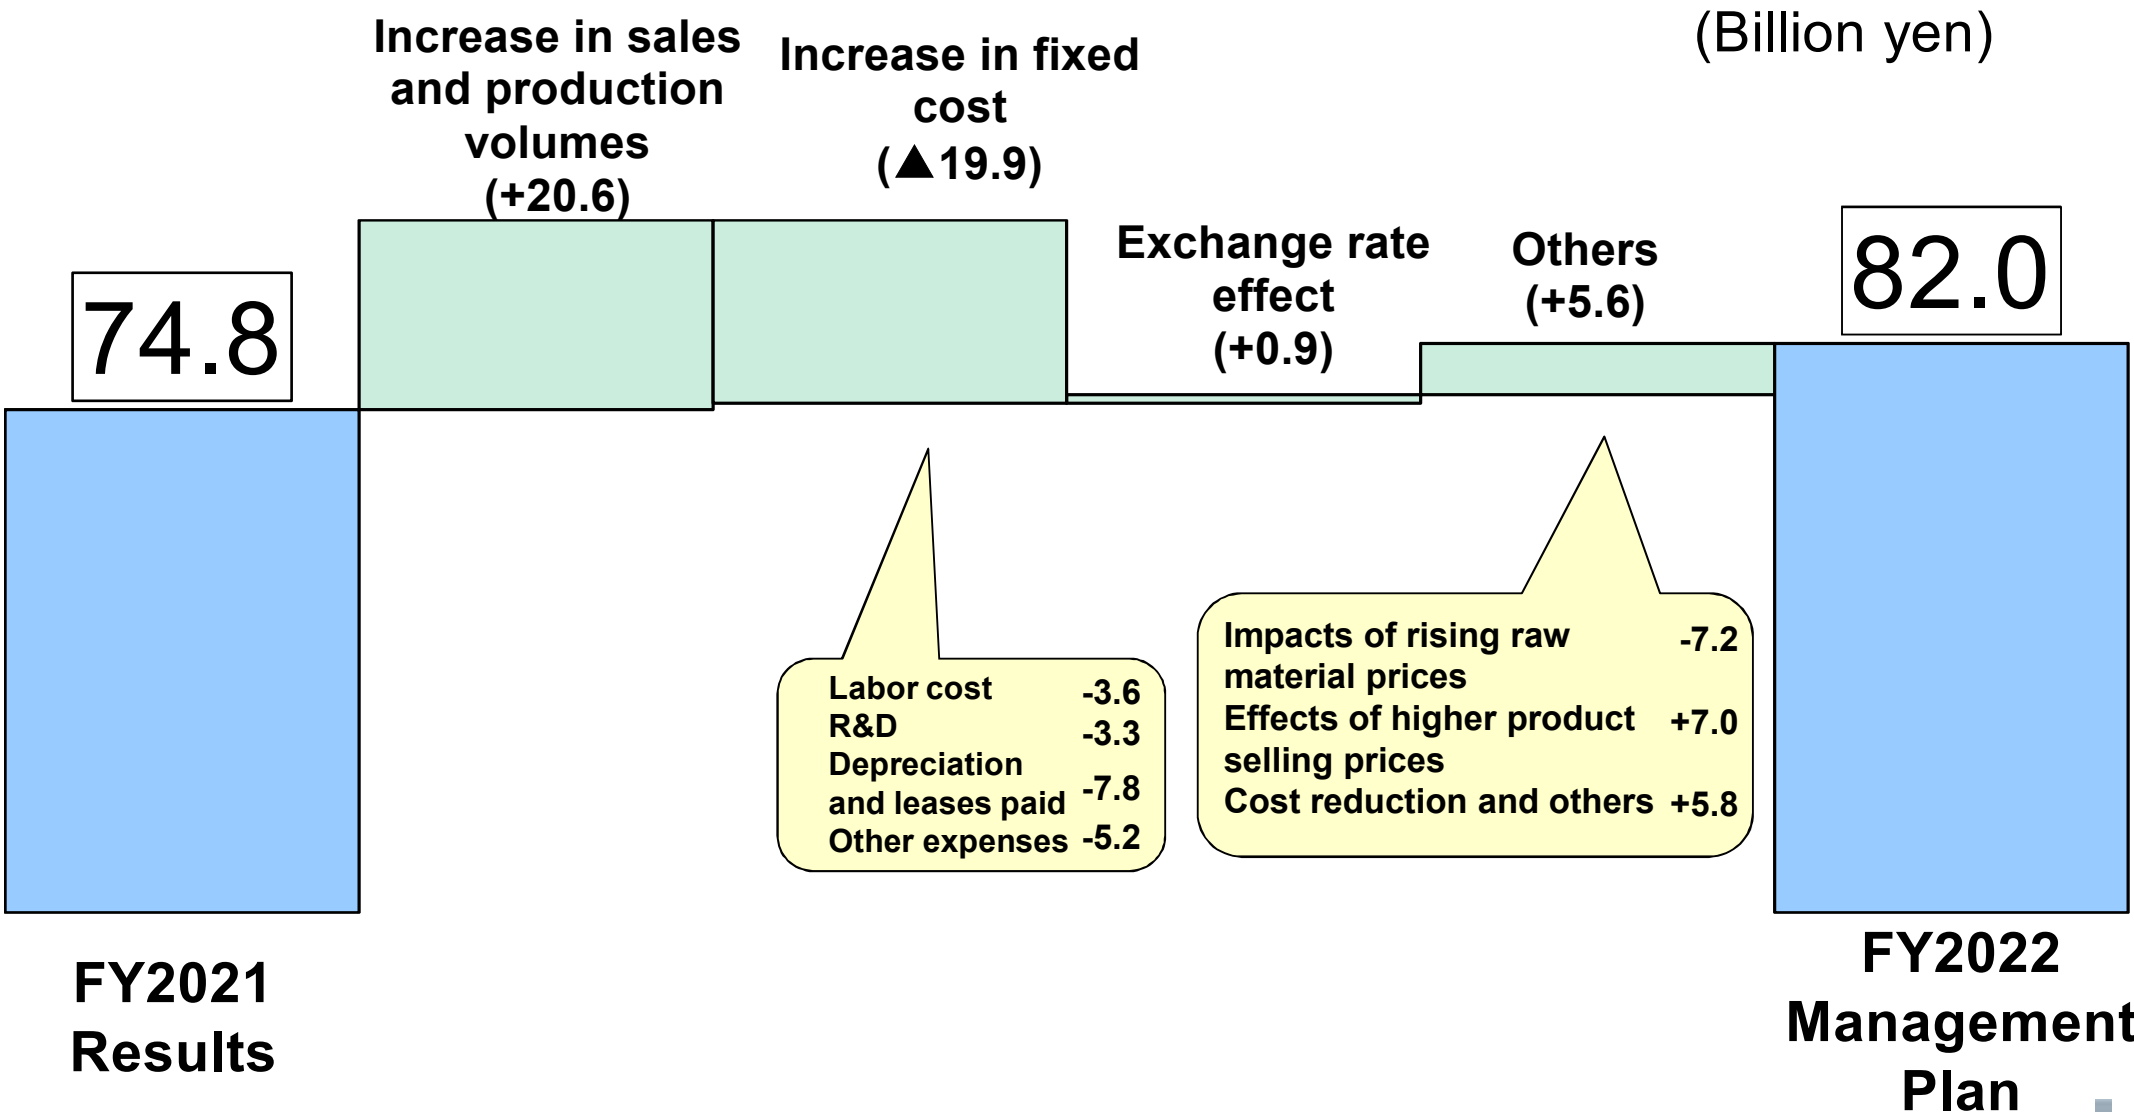 (Billion yen)
Increase in sales
and production
volumes
(+20.6)
Increase in fixed
cost
(▲19.9)
Exchange rate
effect
(+0.9)
Others
(+5.6)
74.8
82.0
Labor cost -3.6
R&D -3.3
Depreciation
and leases paid -7.8
Other expenses -5.2
Impacts of rising raw -7.2
material prices
Effects of higher product +7.0
selling prices
Cost reduction and others +5.8
FY2021
Results
FY2022
Management
Plan